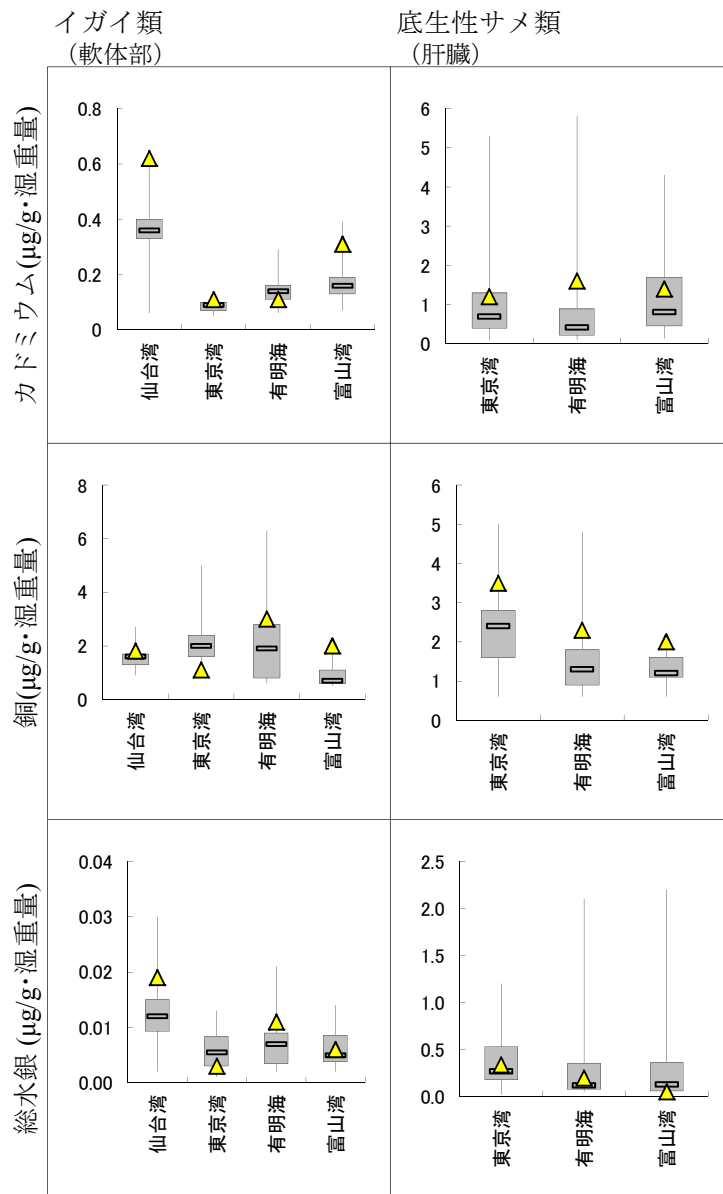 イガイ類
（軟体部）
底生性サメ類
（肝臓）
カドミウム(μg/g・湿重量)
0.8
0.6
0.4
0.2
0
仙台湾
東京湾
有明海
富山湾
6
5
4
3
2
1
0
東京湾
有明海
富山湾
銅(μg/g・湿重量)
8
6
4
2
0
仙台湾
東京湾
有明海
富山湾
6
5
4
3
2
1
0
東京湾
有明海
富山湾
総水銀 (μg/g・湿重量)
0.04
0.03
0.02
0.01
0.00
仙台湾
東京湾
有明海
富山湾
2.5
2.0
1.5
1.0
0.5
0.0
東京湾
有明海
富山湾